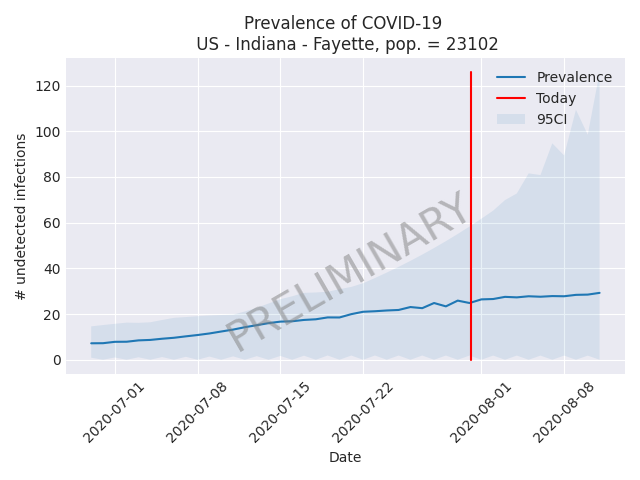 Prevalence of COVID-19
US - Indiana - Fayette, pop. = 23102
Prevalence
Today
95CI
# undetected infections
120
100
80
60
40
20
0
PRELIMINARY
2020-07-01
2020-07-08
2020-07-15
2020-07-22
2020-08-01
2020-08-08
Date